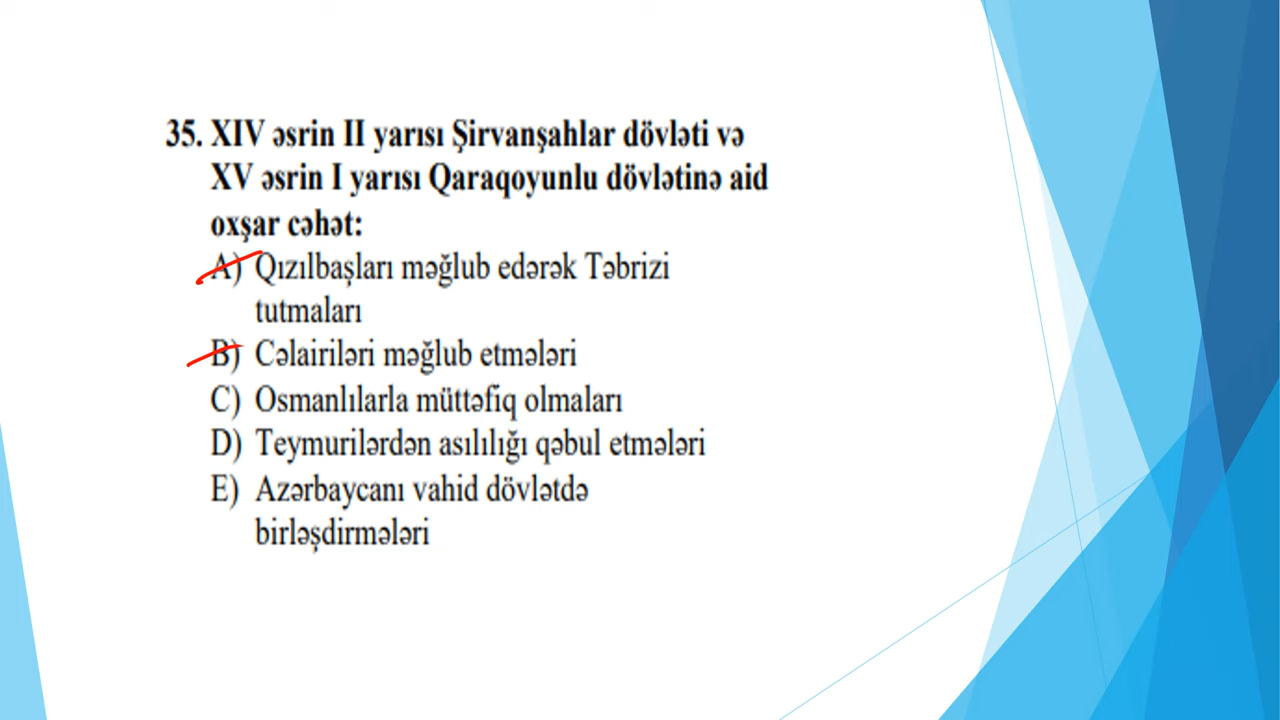 35. XIV əsrin II yarısı Şirvanşahlar dövləti və
XV əsrin I yarısı Qaraqoyunlu dövlətinə aid
oxşar cəhət:
A) Qızılbaşları məğlub edərək Təbrizi
tutmaları
B) Cəlairiləri məğlub etmələri
C) Osmanlılarla müttəfiq olmaları
D) Teymurilərdən asılılığı qəbul etmələri
E) Azərbaycanı vahid dövlətdə
birləşdirmələri